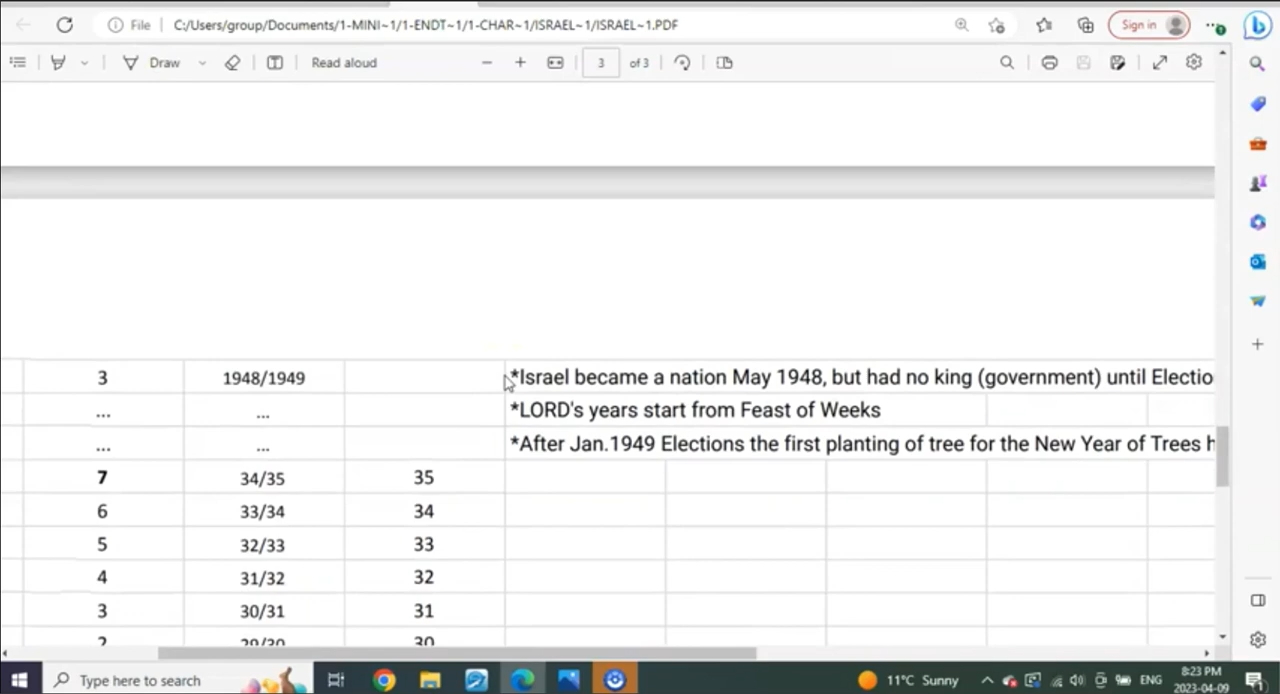 File C:/Users/group/Documents/1-MINI~1/1-ENDT~1/1-CHAR~1/ISRAEL~1/ISRAEL~1.PDF Sign in
Draw Read aloud 3 of 3
3 1948/1949 *Israel became a nation May 1948, but had no king (government) until Electio
... ... *LORD's years start from Feast of Weeks
... ... *After Jan.1949 Elections the first planting of tree for the New Year of Trees h
7 34/35 35
6 33/34 34
5 32/33 33
4 31/32 32
3 30/31 31
2 29/30 30
Type here to search 11°C Sunny ENG 8:23 PM
2023-04-09